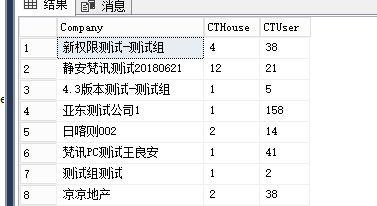 结果 消息
Company CTHouse CTUser
1 新权限测试-测试组 4 38
2 静安梵讯测试20180621 12 21
3 4.3版本测试-测试组 1 5
4 亚东测试公司1 1 158
5 日喀则002 2 14
6 梵讯PC测试王良安 1 41
7 测试组测试 1 2
8 凉凉地产 2 38